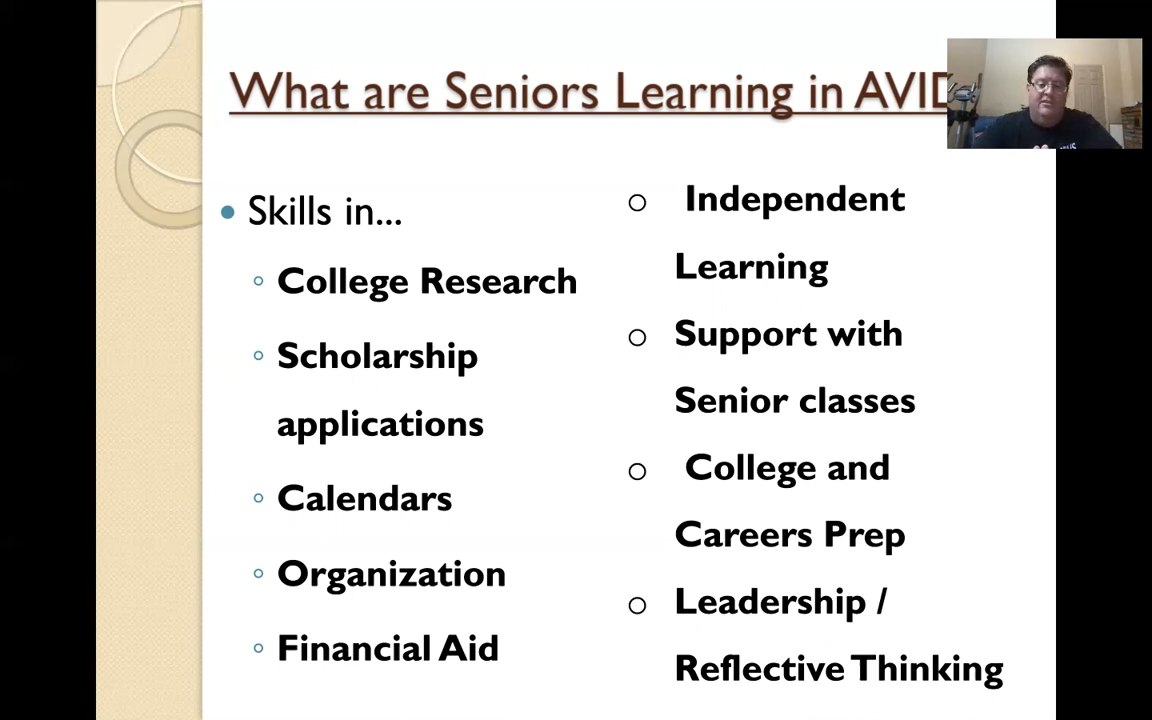 What are Seniors Learning in AVID
Skills in...
College Research
Scholarship
applications
Calendars
Organization
Financial Aid
Independent
Learning
Support with
Senior classes
College and
Careers Prep
Leadership /
Reflective Thinking